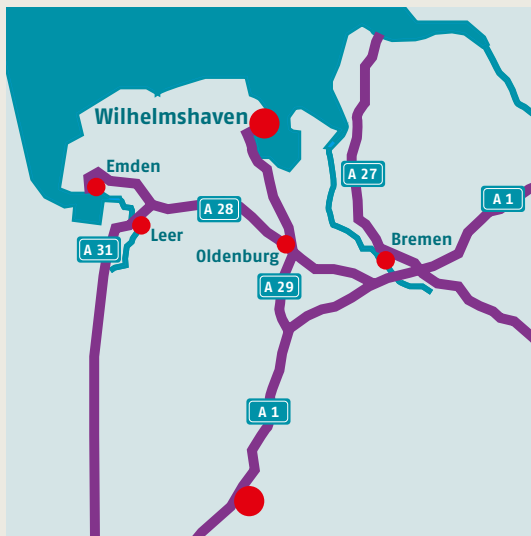 Wilhelmshaven
Emden
A 27
A 1
A 28
Leer
Bremen
A 31
Oldenburg
A 29
A 1